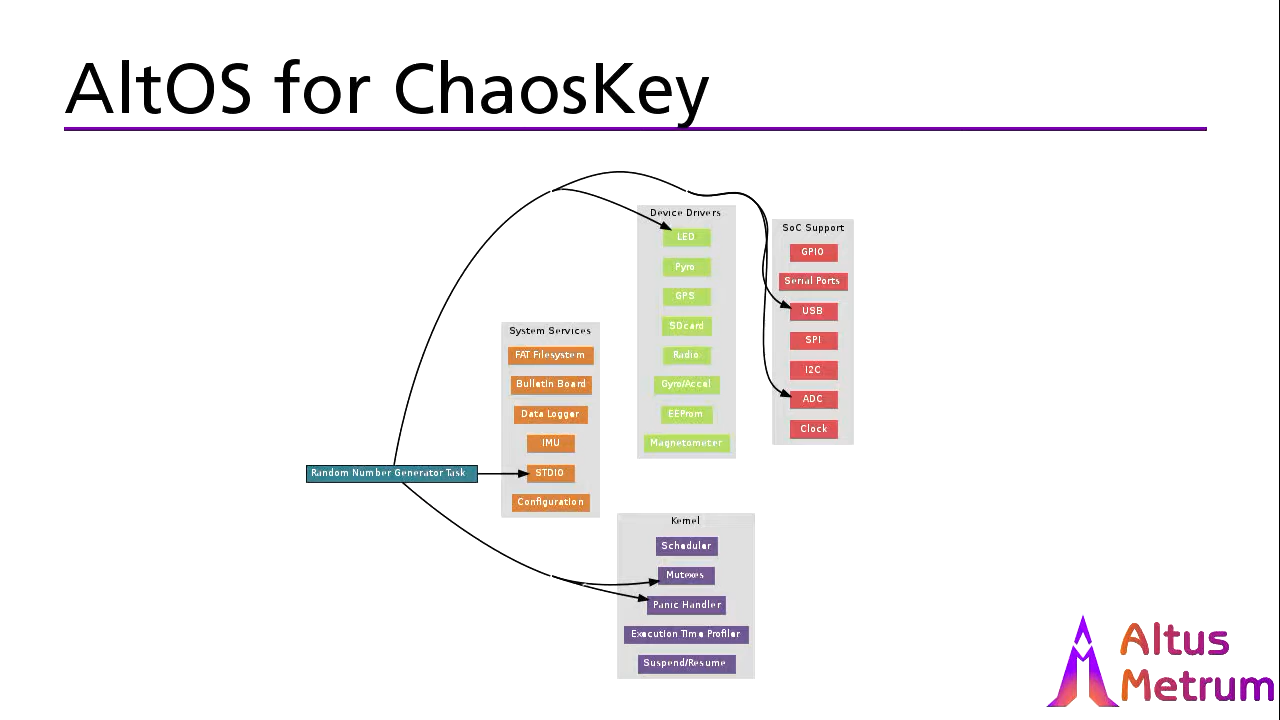 AltOS for ChaosKey
Device Drivers
LED
Pyro
GPS
SDcard
Radio
Gyro/Accel
EEProm
Magnetometer
SoC Support
GPIO
Serial Ports
USB
SPI
I2C
ADC
Clock
System Services
FAT Filesystem
Bulletin Board
Data Logger
IMU
STDIO
Configuration
Random Number Generator Task
Kernel
Scheduler
Mutexes
Panic Handler
Execution Time Profiler
Suspend/Resume
Altus
Metrum